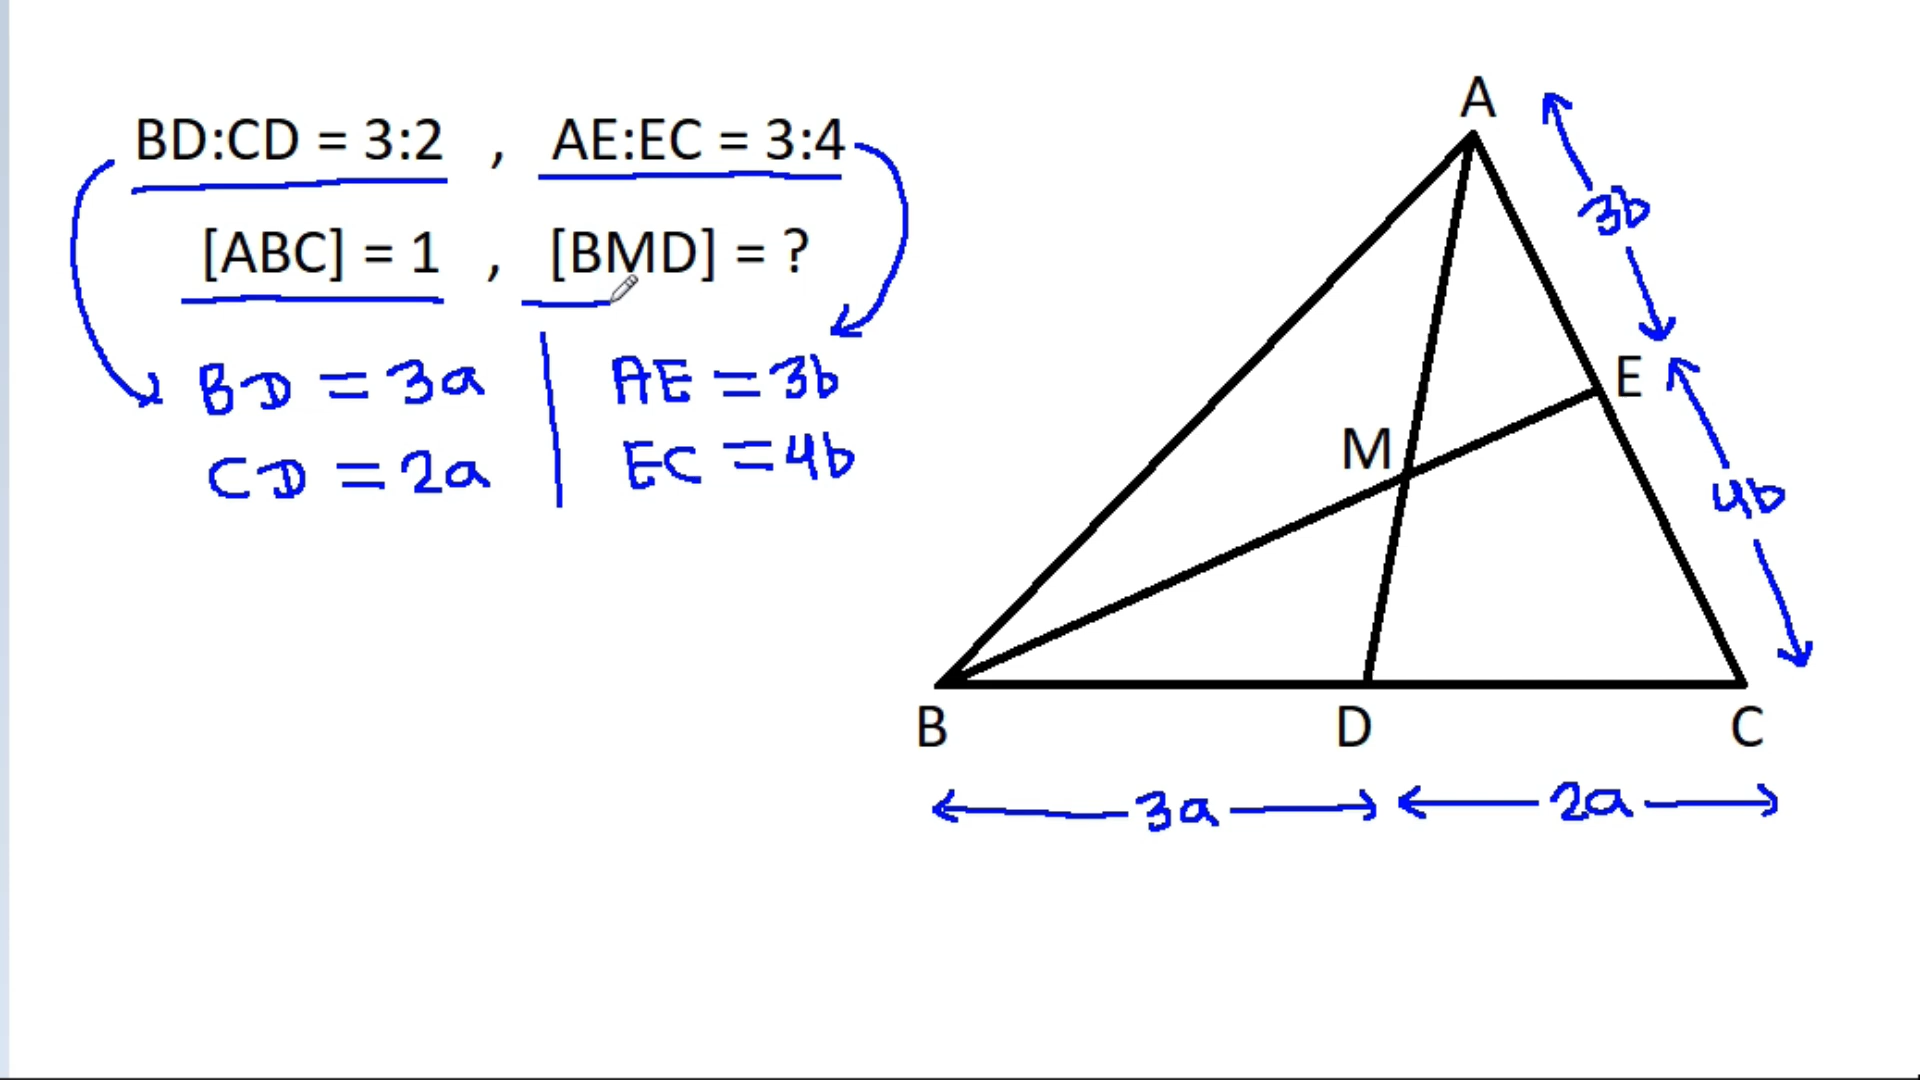 BD:CD = 3:2 , AE:EC = 3:4
[ABC] = 1 , [BMD] = ?
BD = 3a
AE = 3b
CD = 2a
EC = 4b
A
3b
E
M
4b
B
D
C
3a
2a